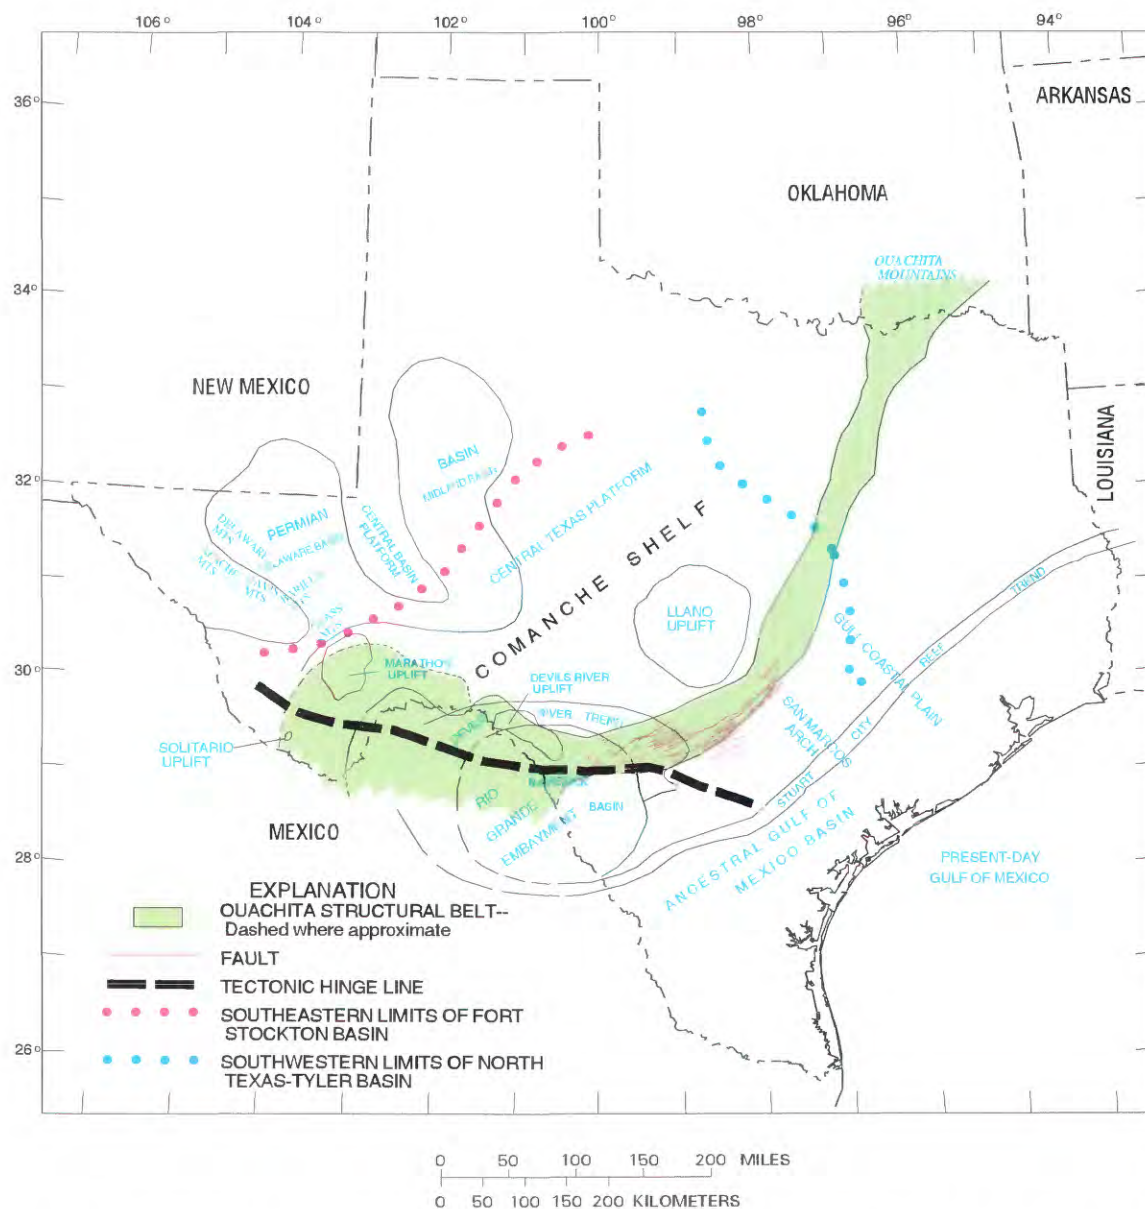 106° 104° 102° 100° 98° 96° 94°
36°
34°
32°
30°
28°
26°
ARKANSAS
OKLAHOMA
OUACHITA
MOUNTAINS
NEW MEXICO
LOUISIANA
BASIN
MIDLAND BASIN
PERMIAN
DELAWARE
MTS
CENTRAL BASIN
PLATFORM
CENTRAL TEXAS PLATFORM
COMANCHE SHELF
LLANO
UPLIFT
MARATHON
UPLIFT
DEVILS RIVER
UPLIFT
RIVER TREND
SOLITARIO
UPLIFT
GULF COASTAL PLAIN
SAN MARCOS
ARCH
STUART CITY REEF TREND
RIO
GRANDE
EMBAYMENT
BASIN
ANCESTRAL GULF OF
MEXICO BASIN
MEXICO
PRESENT-DAY
GULF OF MEXICO
EXPLANATION
OUACHITA STRUCTURAL BELT--
Dashed where approximate
FAULT
TECTONIC HINGE LINE
SOUTHEASTERN LIMITS OF FORT
STOCKTON BASIN
SOUTHWESTERN LIMITS OF NORTH
TEXAS-TYLER BASIN
0 50 100 150 200 MILES
0 50 100 150 200 KILOMETERS